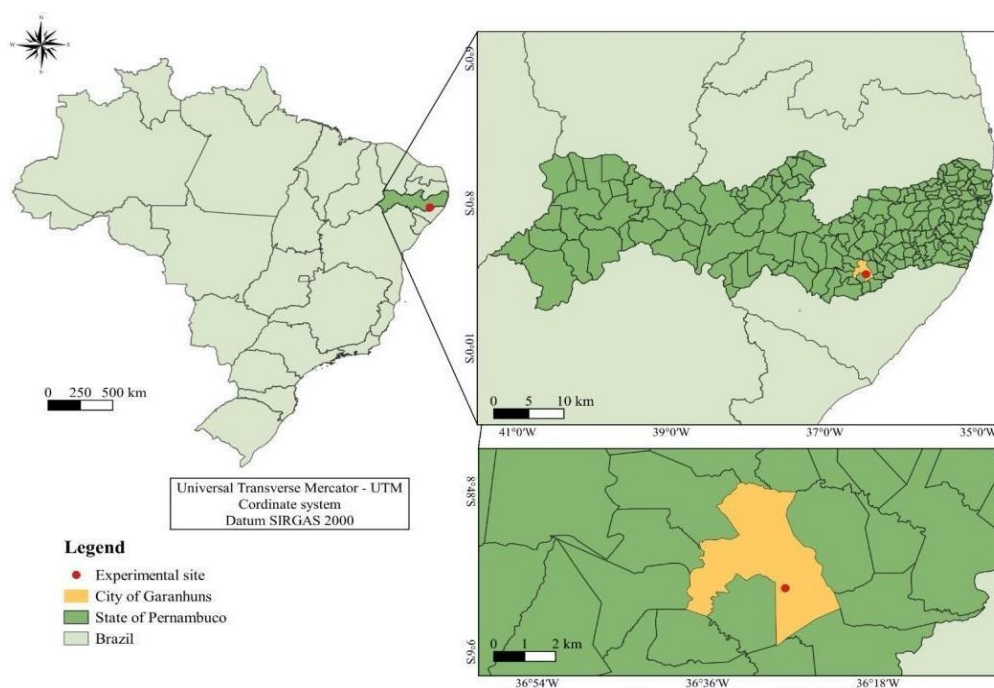 N
W
E
S
6°0'S
8°0'S
10°0'S
0 250 500 km
0 5 10 km
41°0'W 39°0'W 37°0'W 35°0'W
Universal Transverse Mercator - UTM
Cordinate system
Datum SIRGAS 2000
Legend
Experimental site
City of Garanhuns
State of Pernambuco
Brazil
8°48'S
9°6'S
0 1 2 km
36°54'W 36°36'W 36°18'W